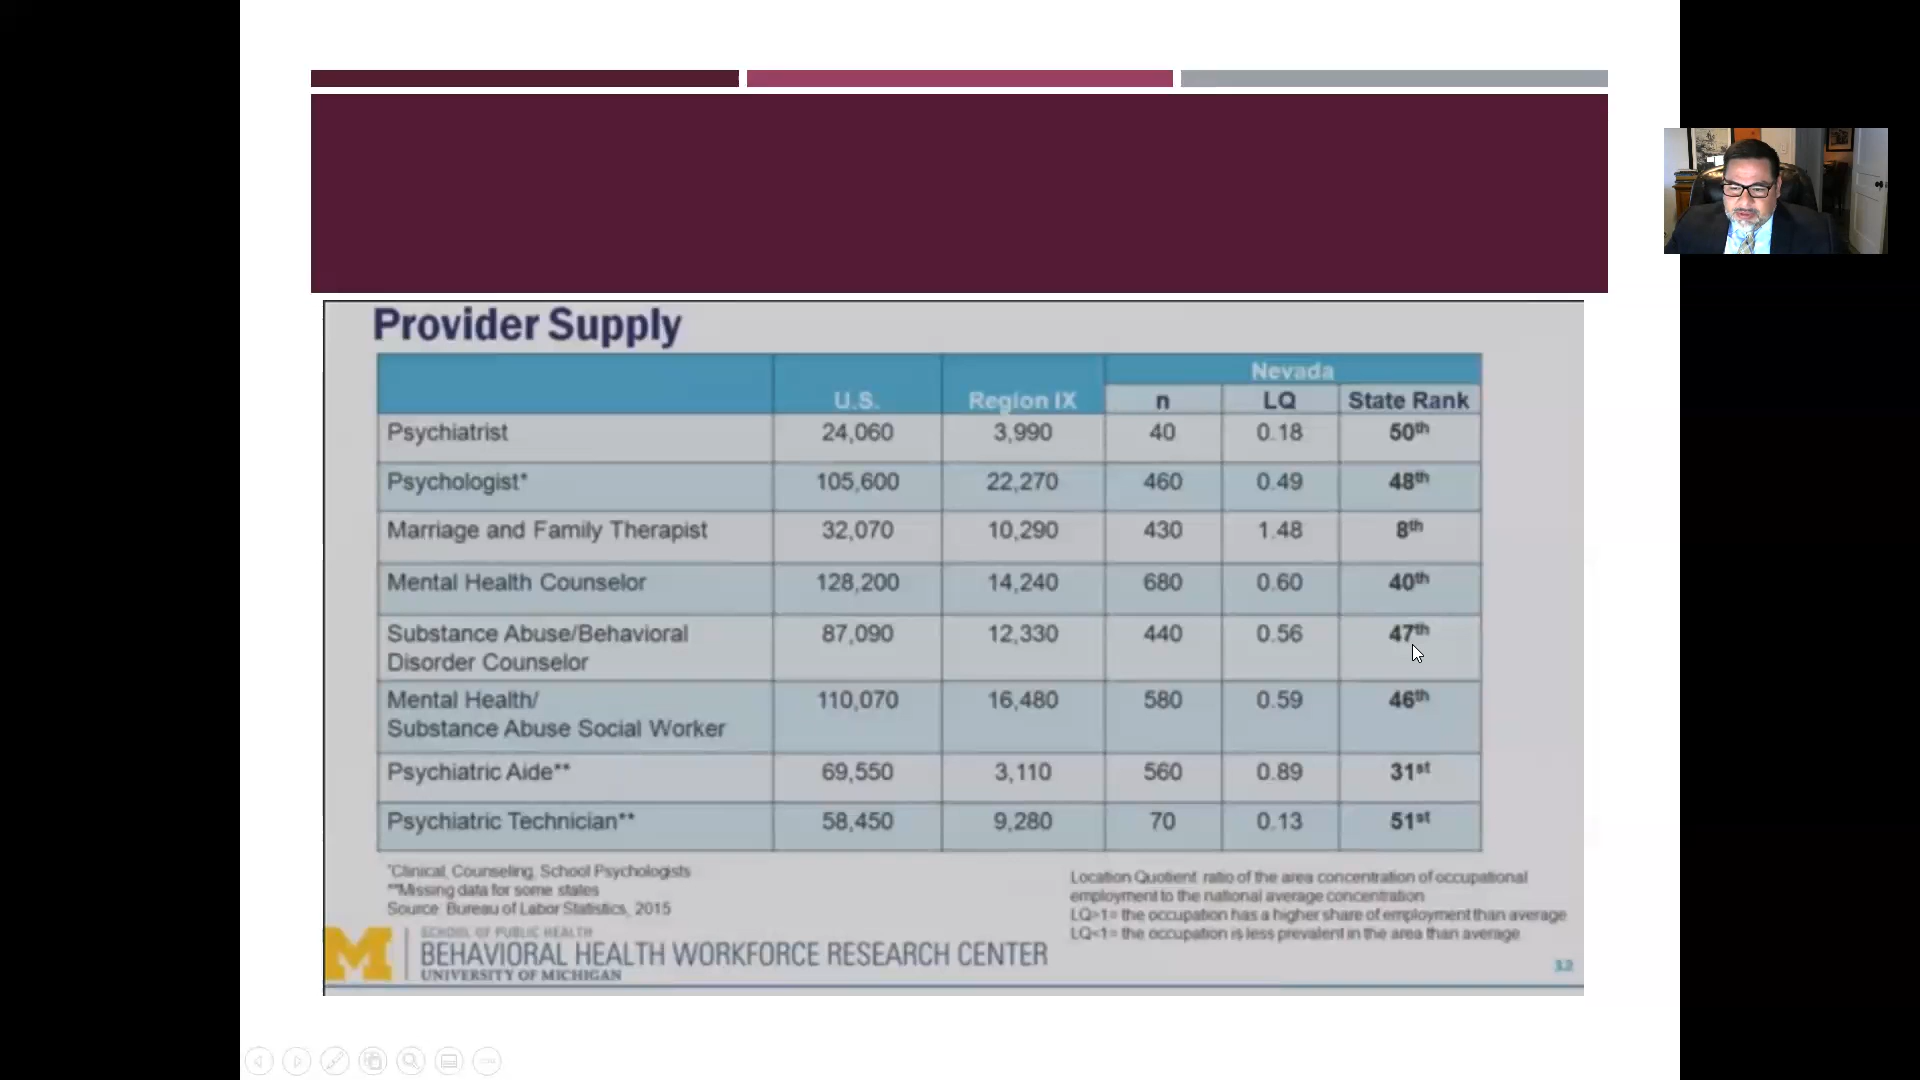 Provider Supply
U.S. Region IX Nevada
n LQ State Rank
Psychiatrist 24,060 3,990 40 0.18 50th
Psychologist* 105,600 22,270 460 0.49 48th
Marriage and Family Therapist 32,070 10,290 430 1.48 8th
Mental Health Counselor 128,200 14,240 680 0.60 40th
Substance Abuse/Behavioral 87,090 12,330 440 0.56 47th
Disorder Counselor
Mental Health/ 110,070 16,480 580 0.59 46th
Substance Abuse Social Worker
Psychiatric Aide** 69,550 3,110 560 0.89 31st
Psychiatric Technician** 58,450 9,280 70 0.13 51st
*Clinical, Counseling, School Psychologists
**Missing data for some states
Source: Bureau of Labor Statistics, 2015
Location Quotient: ratio of the area concentration of occupational
employment to the national average concentration
LQ>1= the occupation has a higher share of employment than average
LQ<1= the occupation is less prevalent in the area than average
M
SCHOOL OF PUBLIC HEALTH
BEHAVIORAL HEALTH WORKFORCE RESEARCH CENTER
UNIVERSITY OF MICHIGAN
12